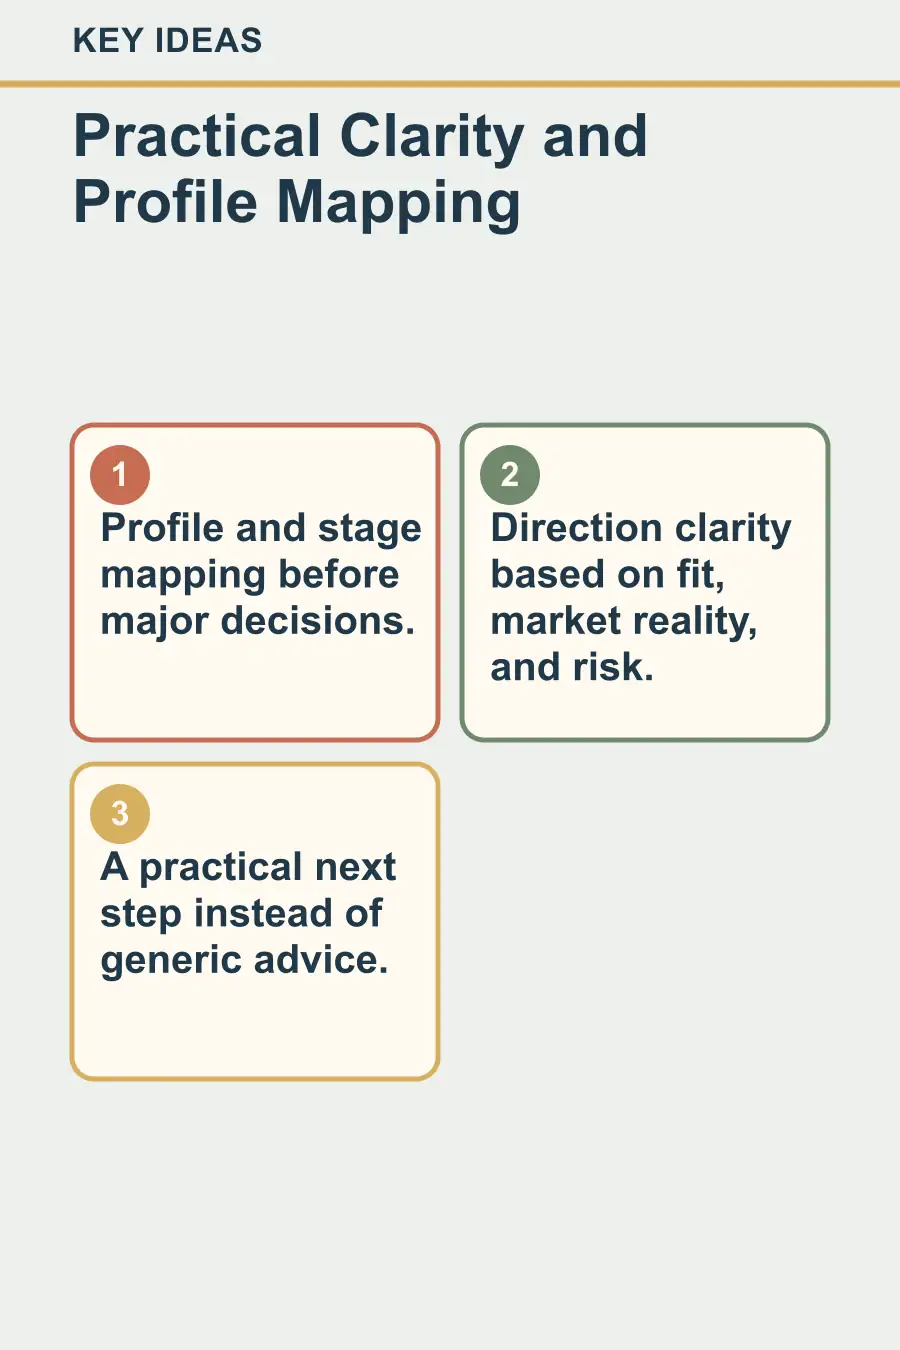 KEY IDEAS
Practical Clarity and
Profile Mapping
1
Profile and stage
mapping before
major decisions.
2
Direction clarity
based on fit,
market reality,
and risk.
3
A practical next
step instead of
generic advice.